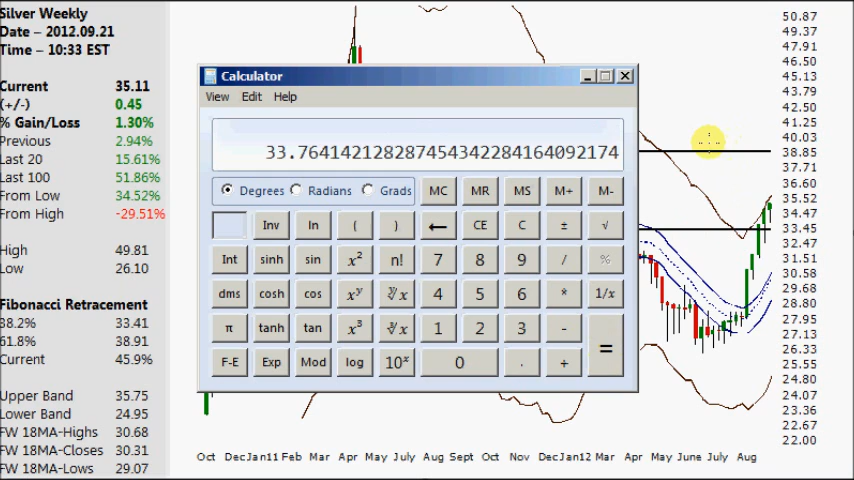 Silver Weekly
Date – 2012.09.21
Time – 10:33 EST
Current 35.11
(+/-) 0.45
% Gain/Loss 1.30%
Previous 2.94%
Last 20 15.61%
Last 100 51.86%
From Low 34.52%
From High -29.51%
High 49.81
Low 26.10
Fibonacci Retracement
38.2% 33.41
61.8% 38.91
Current 45.9%
Upper Band 35.75
Lower Band 24.95
FW 18MA-Highs 30.68
FW 18MA-Closes 30.31
FW 18MA-Lows 29.07
Calculator
View Edit Help
33.764142128287454342284164092174
Degrees Radians Grads MC MR MS M+ M-
Inv ln ( ) ← CE C ± √
Int sinh sin x² n! 7 8 9 / %
dms cosh cos xʸ ʸ√x 4 5 6 * 1/x
π tanh tan x³ ³√x 1 2 3 - =
F-E Exp Mod log 10ˣ 0 . +
50.87
49.37
47.91
46.50
45.13
43.79
42.50
41.25
40.03
38.85
37.71
36.60
35.52
34.47
33.45
32.47
31.51
30.58
29.68
28.80
27.96
27.13
26.33
25.55
24.80
24.07
23.36
22.67
22.00
Oct Dec Jan11 Feb Mar Apr May July Aug Sept Oct Nov Dec Jan12 Mar Apr May June July Aug